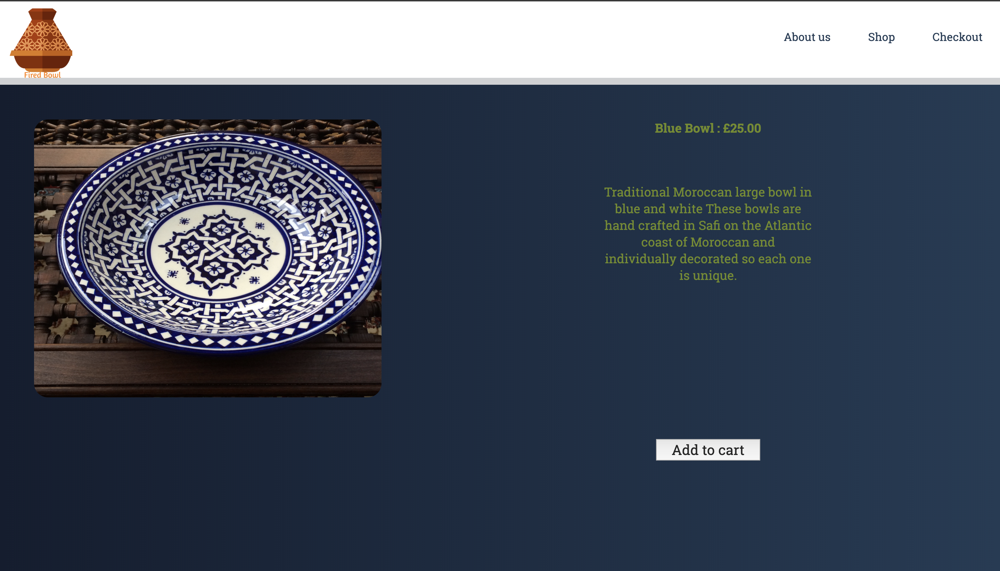 Fired Bowl
About us
Shop
Checkout
Blue Bowl : £25.00
Traditional Moroccan large bowl in
blue and white These bowls are
hand crafted in Safi on the Atlantic
coast of Moroccan and
individually decorated so each one
is unique.
Add to cart